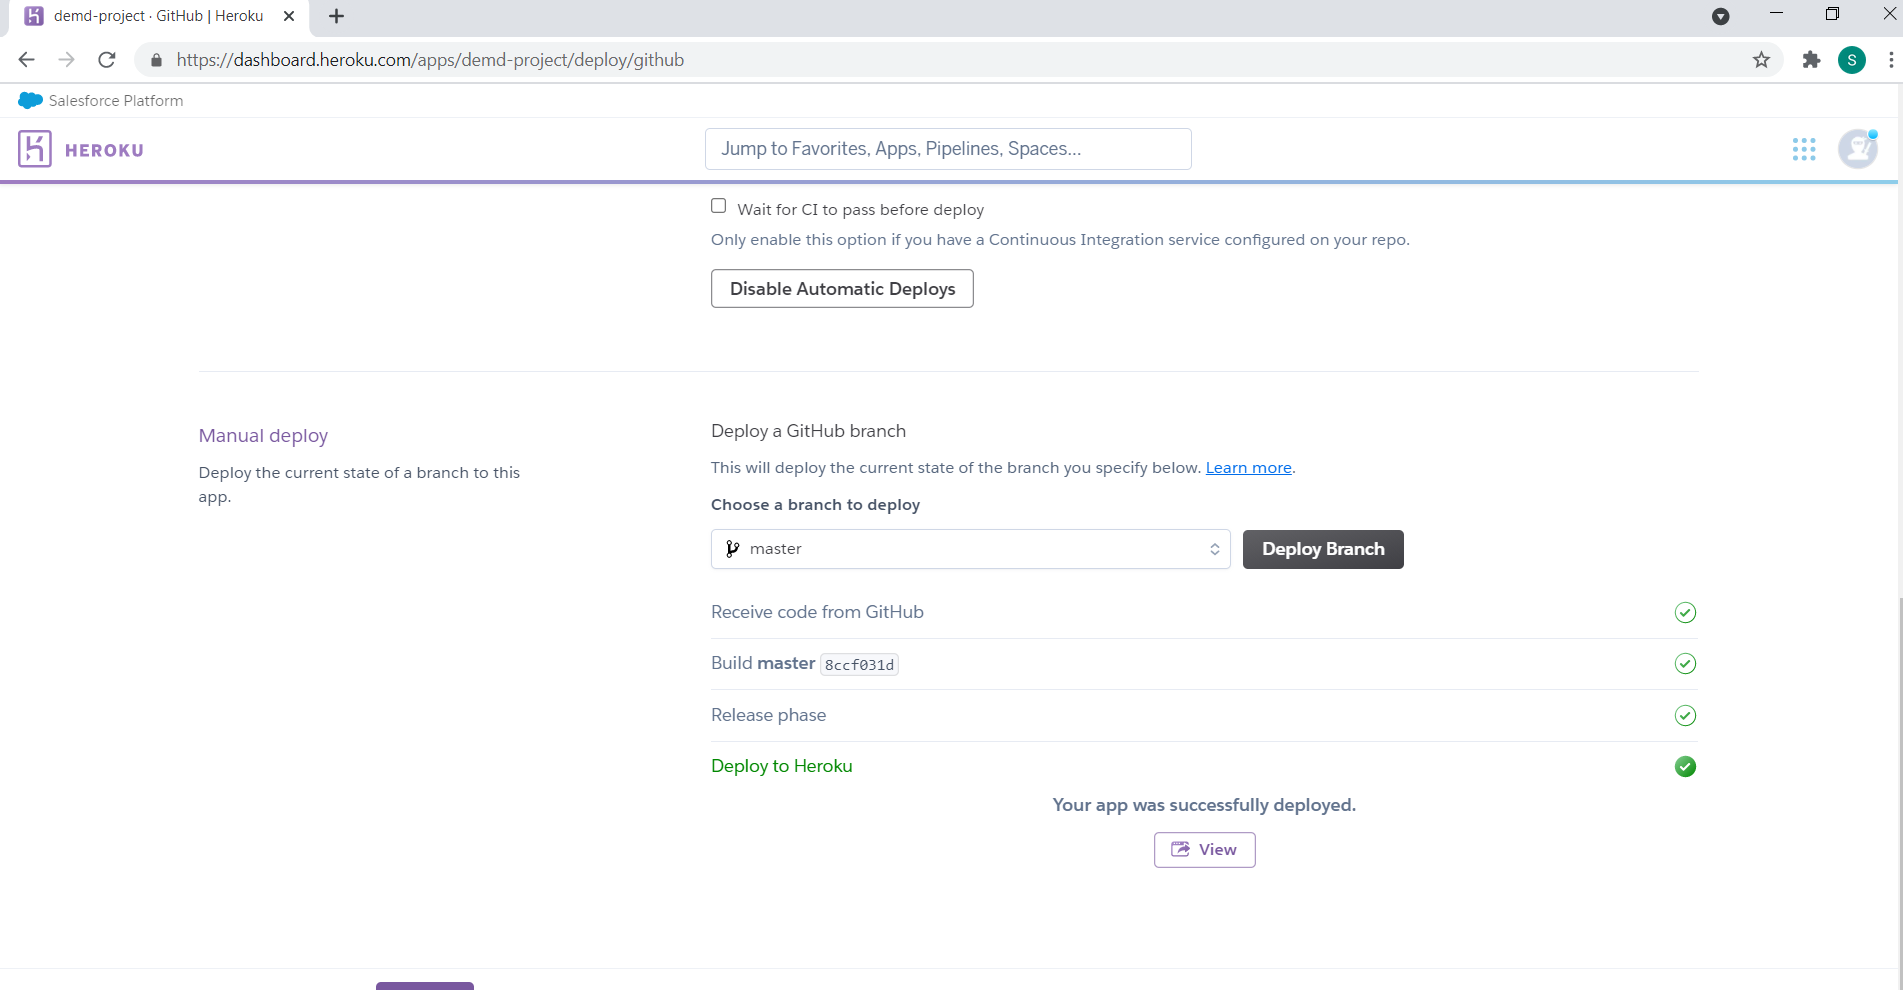 demd-project · GitHub | Heroku
https://dashboard.heroku.com/apps/demd-project/deploy/github
S
Salesforce Platform
HEROKU
Jump to Favorites, Apps, Pipelines, Spaces...
Wait for CI to pass before deploy
Only enable this option if you have a Continuous Integration service configured on your repo.
Disable Automatic Deploys
Manual deploy
Deploy the current state of a branch to this
app.
Deploy a GitHub branch
This will deploy the current state of the branch you specify below. Learn more.
Choose a branch to deploy
master
Deploy Branch
Receive code from GitHub
Build master 8ccf031d
Release phase
Deploy to Heroku
Your app was successfully deployed.
View